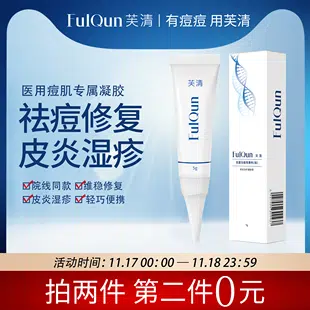 FulQun 芙清 | 有痘痘 用芙清
医用痘肌专属凝胶
祛痘修复
皮炎湿疹
院线同款 维稳修复
皮炎湿疹 轻巧便携
芙清
FulQun
5g
FulQun 芙清
活动时间: 11.17 00:00 — 11.18 23:59
拍两件 第二件0元